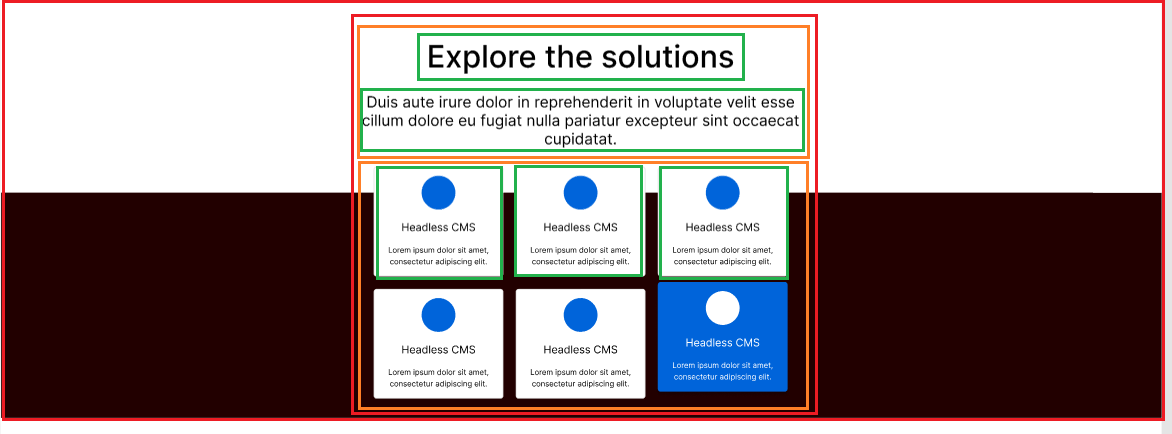 Explore the solutions
Duis aute irure dolor in reprehenderit in voluptate velit esse
cillum dolore eu fugiat nulla pariatur excepteur sint occaecat
cupidatat.
Headless CMS
Lorem ipsum dolor sit amet,
consectetur adipiscing elit.
Headless CMS
Lorem ipsum dolor sit amet,
consectetur adipiscing elit.
Headless CMS
Lorem ipsum dolor sit amet,
consectetur adipiscing elit.
Headless CMS
Lorem ipsum dolor sit amet,
consectetur adipiscing elit.
Headless CMS
Lorem ipsum dolor sit amet,
consectetur adipiscing elit.
Headless CMS
Lorem ipsum dolor sit amet,
consectetur adipiscing elit.